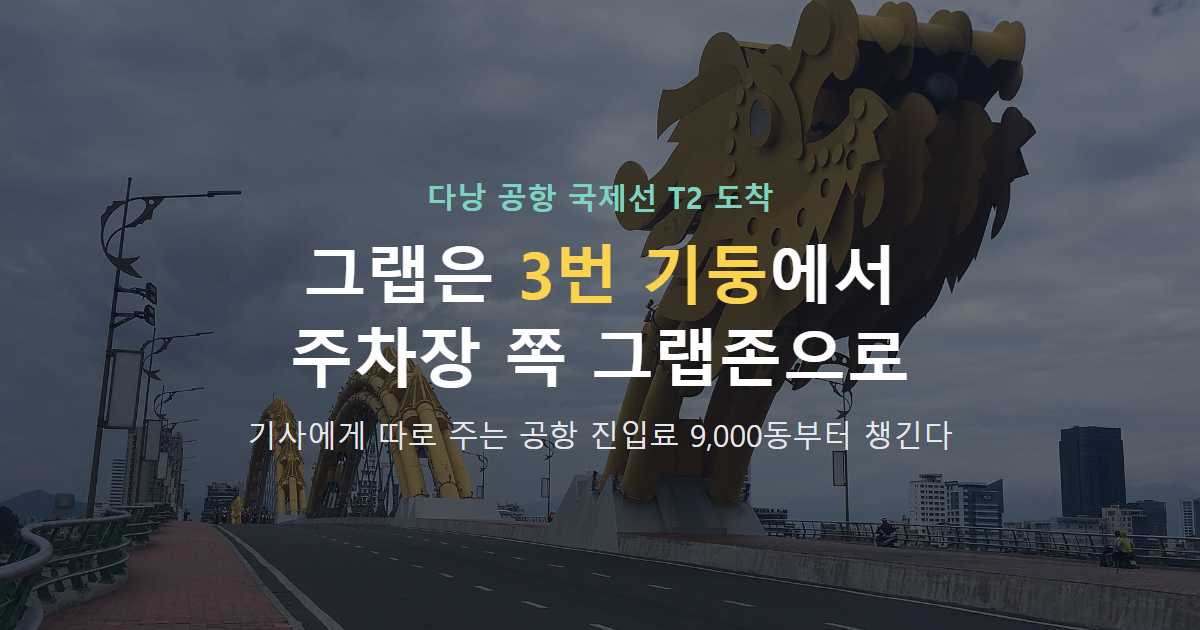 다낭 공항 국제선 T2 도착
그랩은 3번 기둥에서
주차장 쪽 그랩존으로
기사에게 따로 주는 공항 진입료 9,000동부터 챙긴다